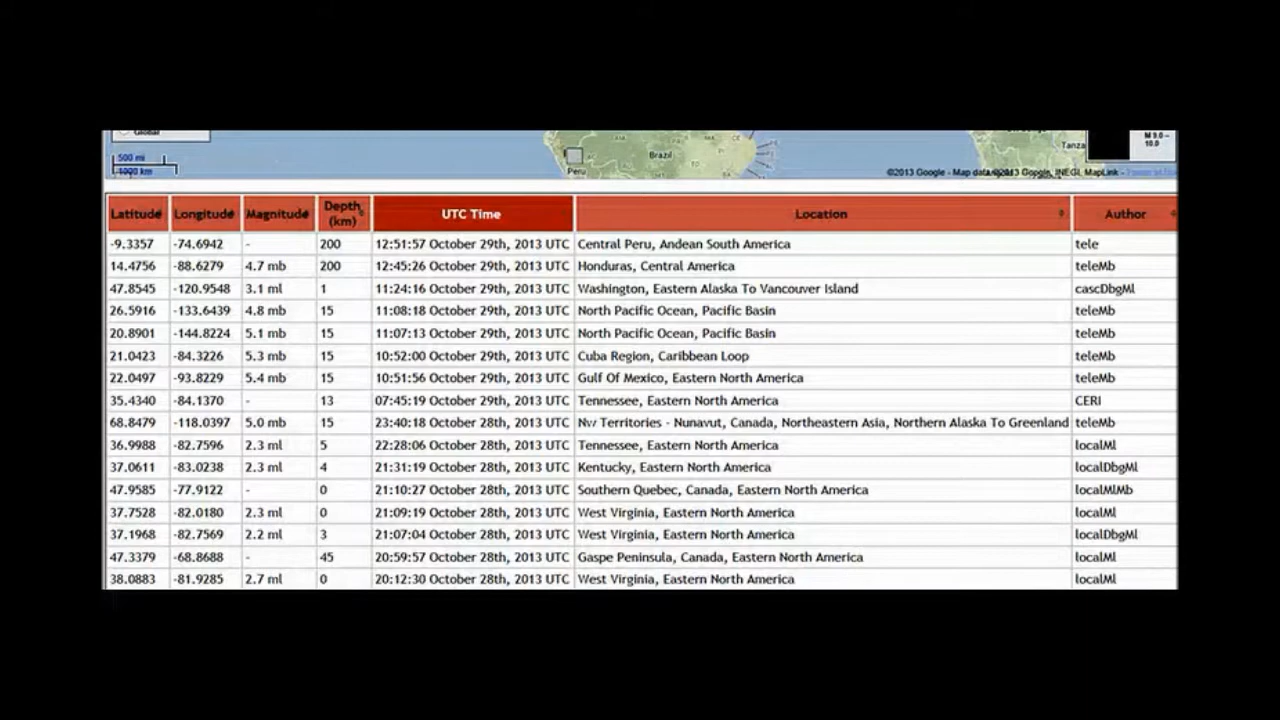 Global
500 mi
1000 km
Brazil
Peru
Tanza
M 9.0 –
10.0
©2013 Google - Map data ©2013 Google, INEGI, MapLink -
Latitude Longitude Magnitude Depth (km) UTC Time Location Author
-9.3357 -74.6942 - 200 12:51:57 October 29th, 2013 UTC Central Peru, Andean South America tele
14.4756 -88.6279 4.7 mb 200 12:45:26 October 29th, 2013 UTC Honduras, Central America teleMb
47.8545 -120.9548 3.1 ml 1 11:24:16 October 29th, 2013 UTC Washington, Eastern Alaska To Vancouver Island cascDbgMl
26.5916 -133.6439 4.8 mb 15 11:08:18 October 29th, 2013 UTC North Pacific Ocean, Pacific Basin teleMb
20.8901 -144.8224 5.1 mb 15 11:07:13 October 29th, 2013 UTC North Pacific Ocean, Pacific Basin teleMb
21.0423 -84.3226 5.3 mb 15 10:52:00 October 29th, 2013 UTC Cuba Region, Caribbean Loop teleMb
22.0497 -93.8229 5.4 mb 15 10:51:56 October 29th, 2013 UTC Gulf Of Mexico, Eastern North America teleMb
35.4340 -84.1370 - 13 07:45:19 October 29th, 2013 UTC Tennessee, Eastern North America CERI
68.8479 -118.0397 5.0 mb 15 23:40:18 October 28th, 2013 UTC Nw Territories - Nunavut, Canada, Northeastern Asia, Northern Alaska To Greenland teleMb
36.9988 -82.7596 2.3 ml 5 22:28:06 October 28th, 2013 UTC Tennessee, Eastern North America localMl
37.0611 -83.0238 2.3 ml 4 21:31:19 October 28th, 2013 UTC Kentucky, Eastern North America localDbgMl
47.9585 -77.9122 - 0 21:10:27 October 28th, 2013 UTC Southern Quebec, Canada, Eastern North America localMlMb
37.7528 -82.0180 2.3 ml 0 21:09:19 October 28th, 2013 UTC West Virginia, Eastern North America localMl
37.1968 -82.7569 2.2 ml 3 21:07:04 October 28th, 2013 UTC West Virginia, Eastern North America localDbgMl
47.3379 -68.8688 - 45 20:59:57 October 28th, 2013 UTC Gaspe Peninsula, Canada, Eastern North America localMl
38.0883 -81.9285 2.7 ml 0 20:12:30 October 28th, 2013 UTC West Virginia, Eastern North America localMl